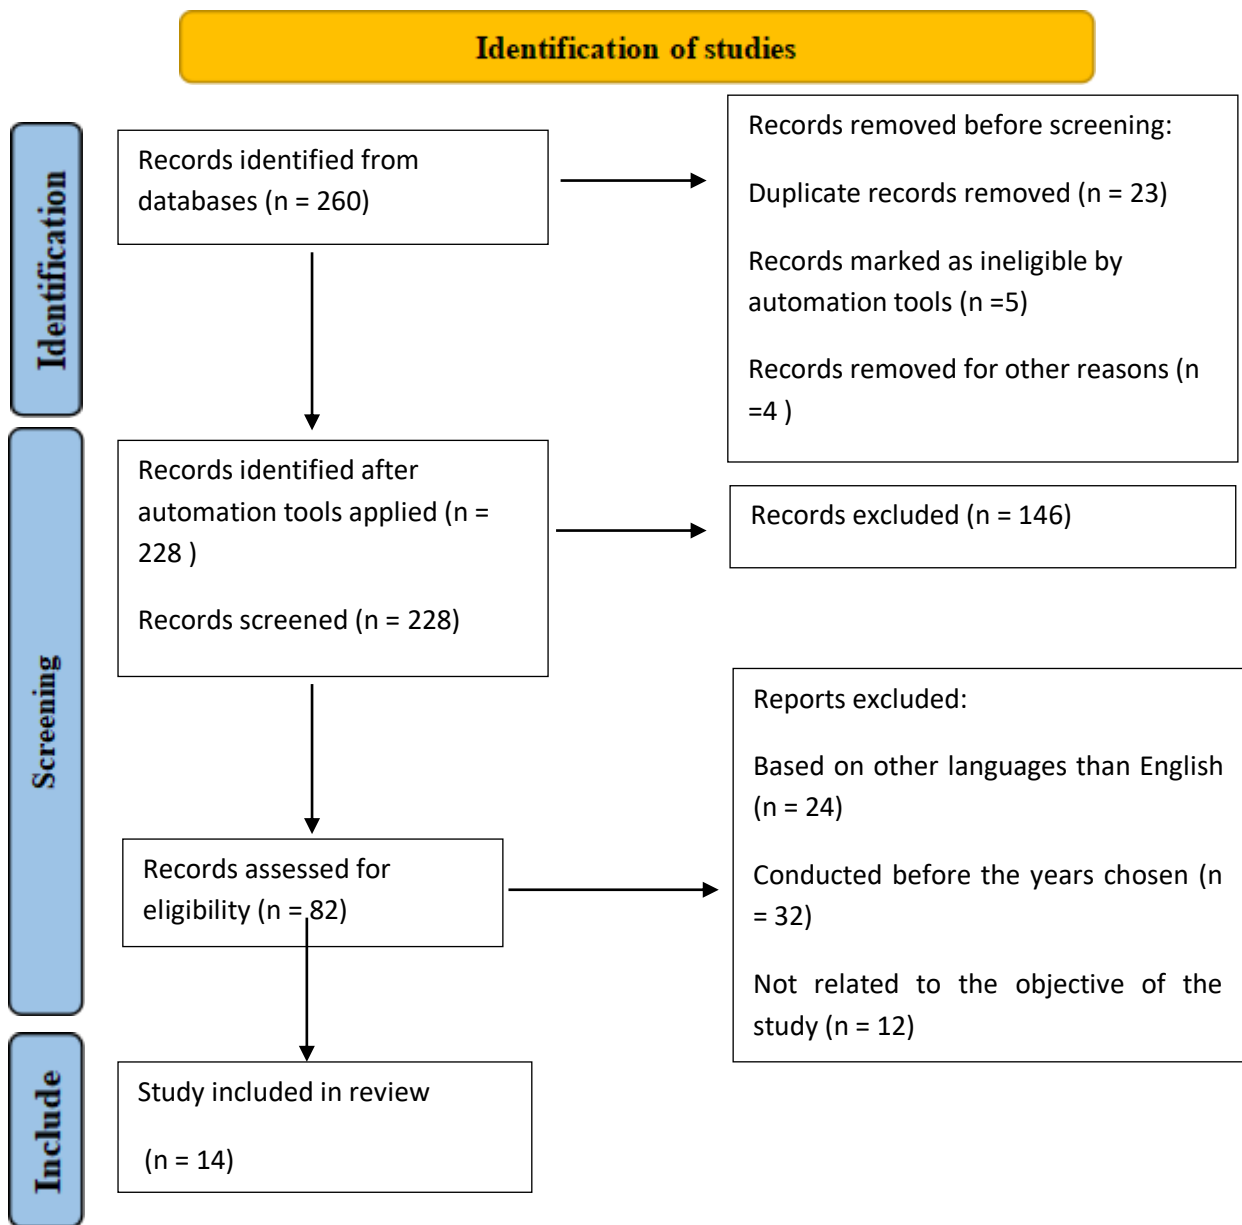 Identification of studies
Identification
Records identified from
databases (n = 260)
Records removed before screening:
Duplicate records removed (n = 23)
Records marked as ineligible by
automation tools (n =5)
Records removed for other reasons (n
=4 )
Screening
Records identified after
automation tools applied (n =
228 )
Records screened (n = 228)
Records excluded (n = 146)
Records assessed for
eligibility (n = 82)
Reports excluded:
Based on other languages than English
(n = 24)
Conducted before the years chosen (n
= 32)
Not related to the objective of the
study (n = 12)
Include
Study included in review
(n = 14)